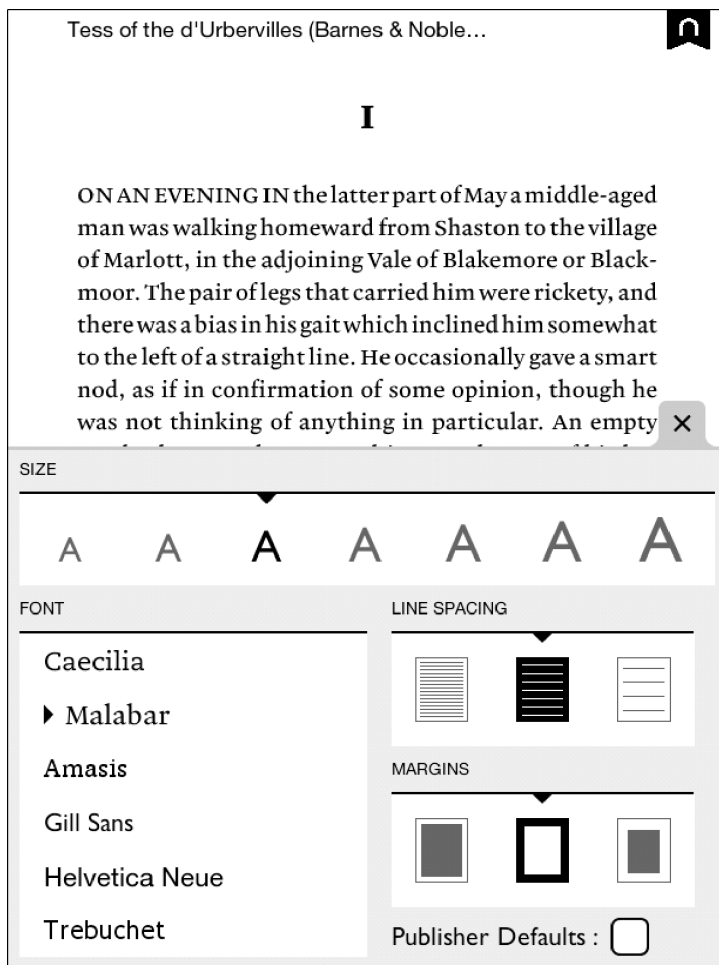 Tess of the d'Urbervilles (Barnes & Noble...
I
ON AN EVENING IN the latter part of May a middle-aged
man was walking homeward from Shaston to the village
of Marlott, in the adjoining Vale of Blakemore or Black-
moor. The pair of legs that carried him were rickety, and
there was a bias in his gait which inclined him somewhat
to the left of a straight line. He occasionally gave a smart
nod, as if in confirmation of some opinion, though he
was not thinking of anything in particular. An empty
SIZE
A A A A A A A
FONT
Caecilia
Malabar
Amasis
Gill Sans
Helvetica Neue
Trebuchet
LINE SPACING
MARGINS
Publisher Defaults :